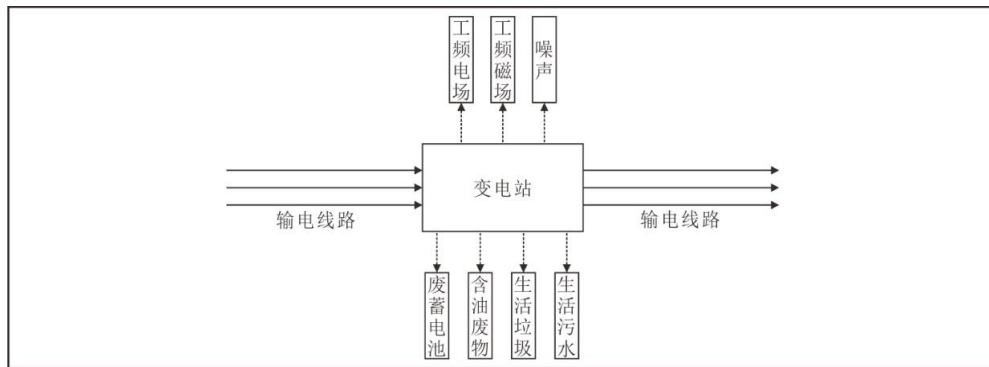 工频电场
工频磁场
噪声
变电站
输电线路
输电线路
废蓄电池
含油废物
生活垃圾
生活污水